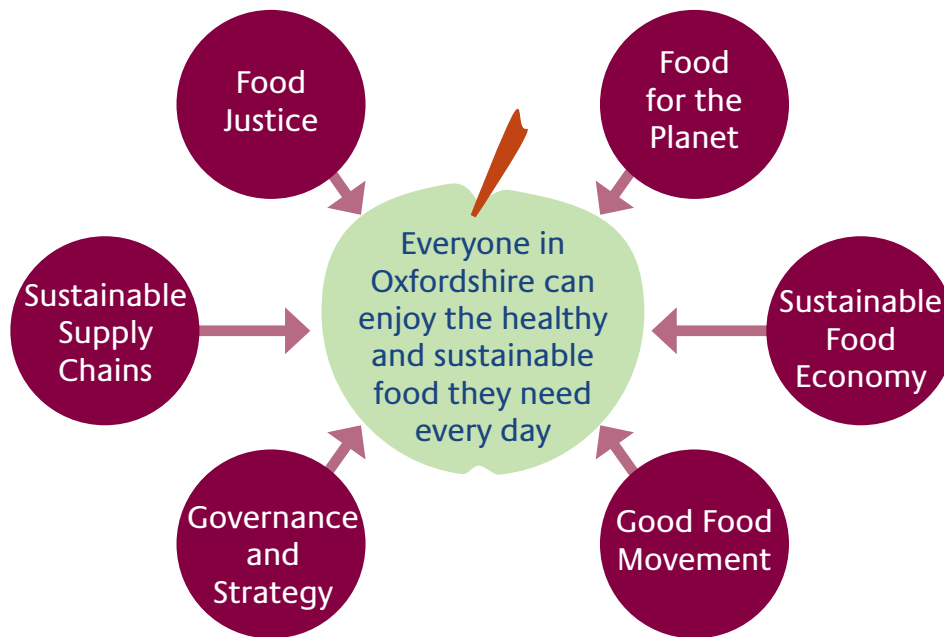 Food
Justice
Food
for the
Planet
Everyone in
Oxfordshire can
enjoy the healthy
and sustainable
food they need
every day
Sustainable
Supply
Chains
Sustainable
Food
Economy
Governance
and
Strategy
Good Food
Movement